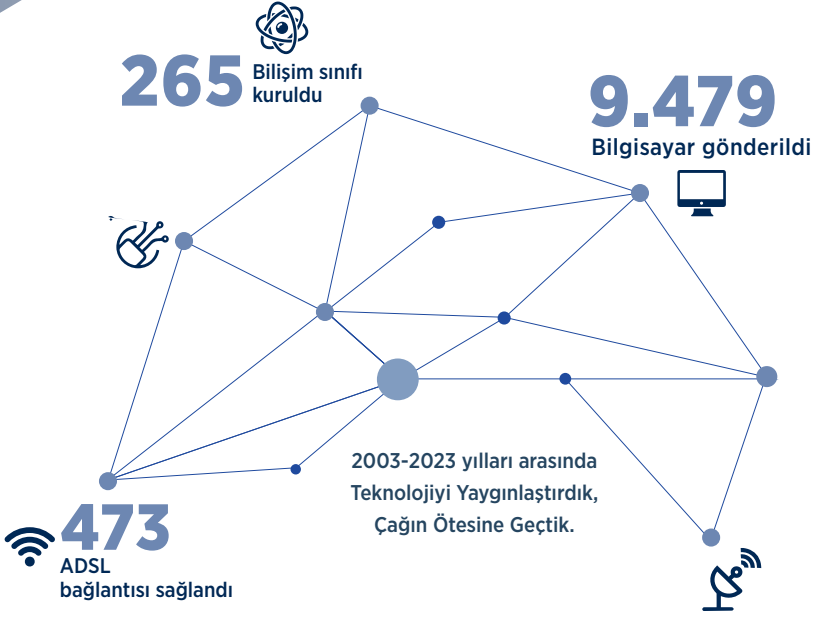 265
Bilişim sınıfı
kuruldu
9.479
Bilgisayar gönderildi
2003-2023 yılları arasında
Teknolojiyi Yaygınlaştırdık,
Çağın Ötesine Geçtik.
473
ADSL
bağlantısı sağlandı